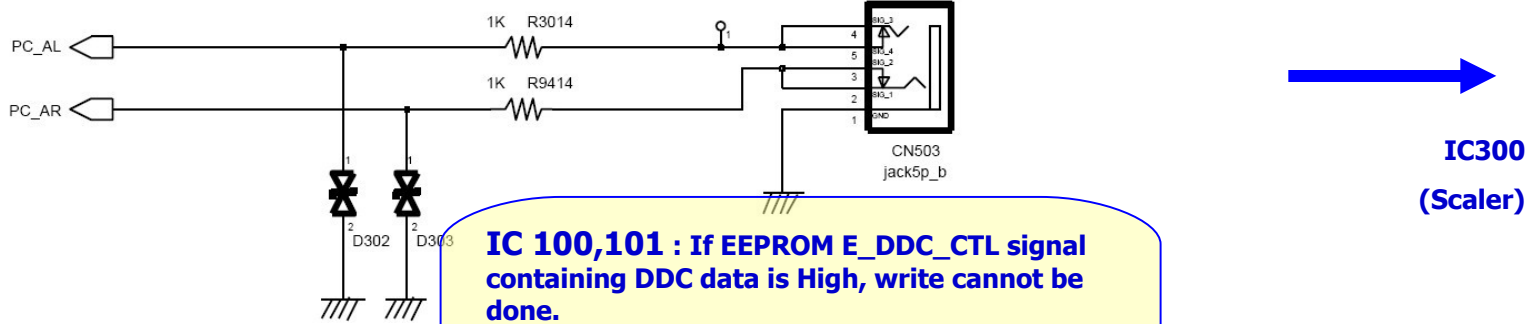 1K R3014
PC_AL
1K R9414
PC_AR
1
SIG_3
4
SIG_4
5
SIG_2
3
SIG_1
2
GND
1
CN503
jack5p_b
1
1
2
D302
2
D303
IC300
(Scaler)
IC 100,101 : If EEPROM E_DDC_CTL signal
containing DDC data is High, write cannot be
done.